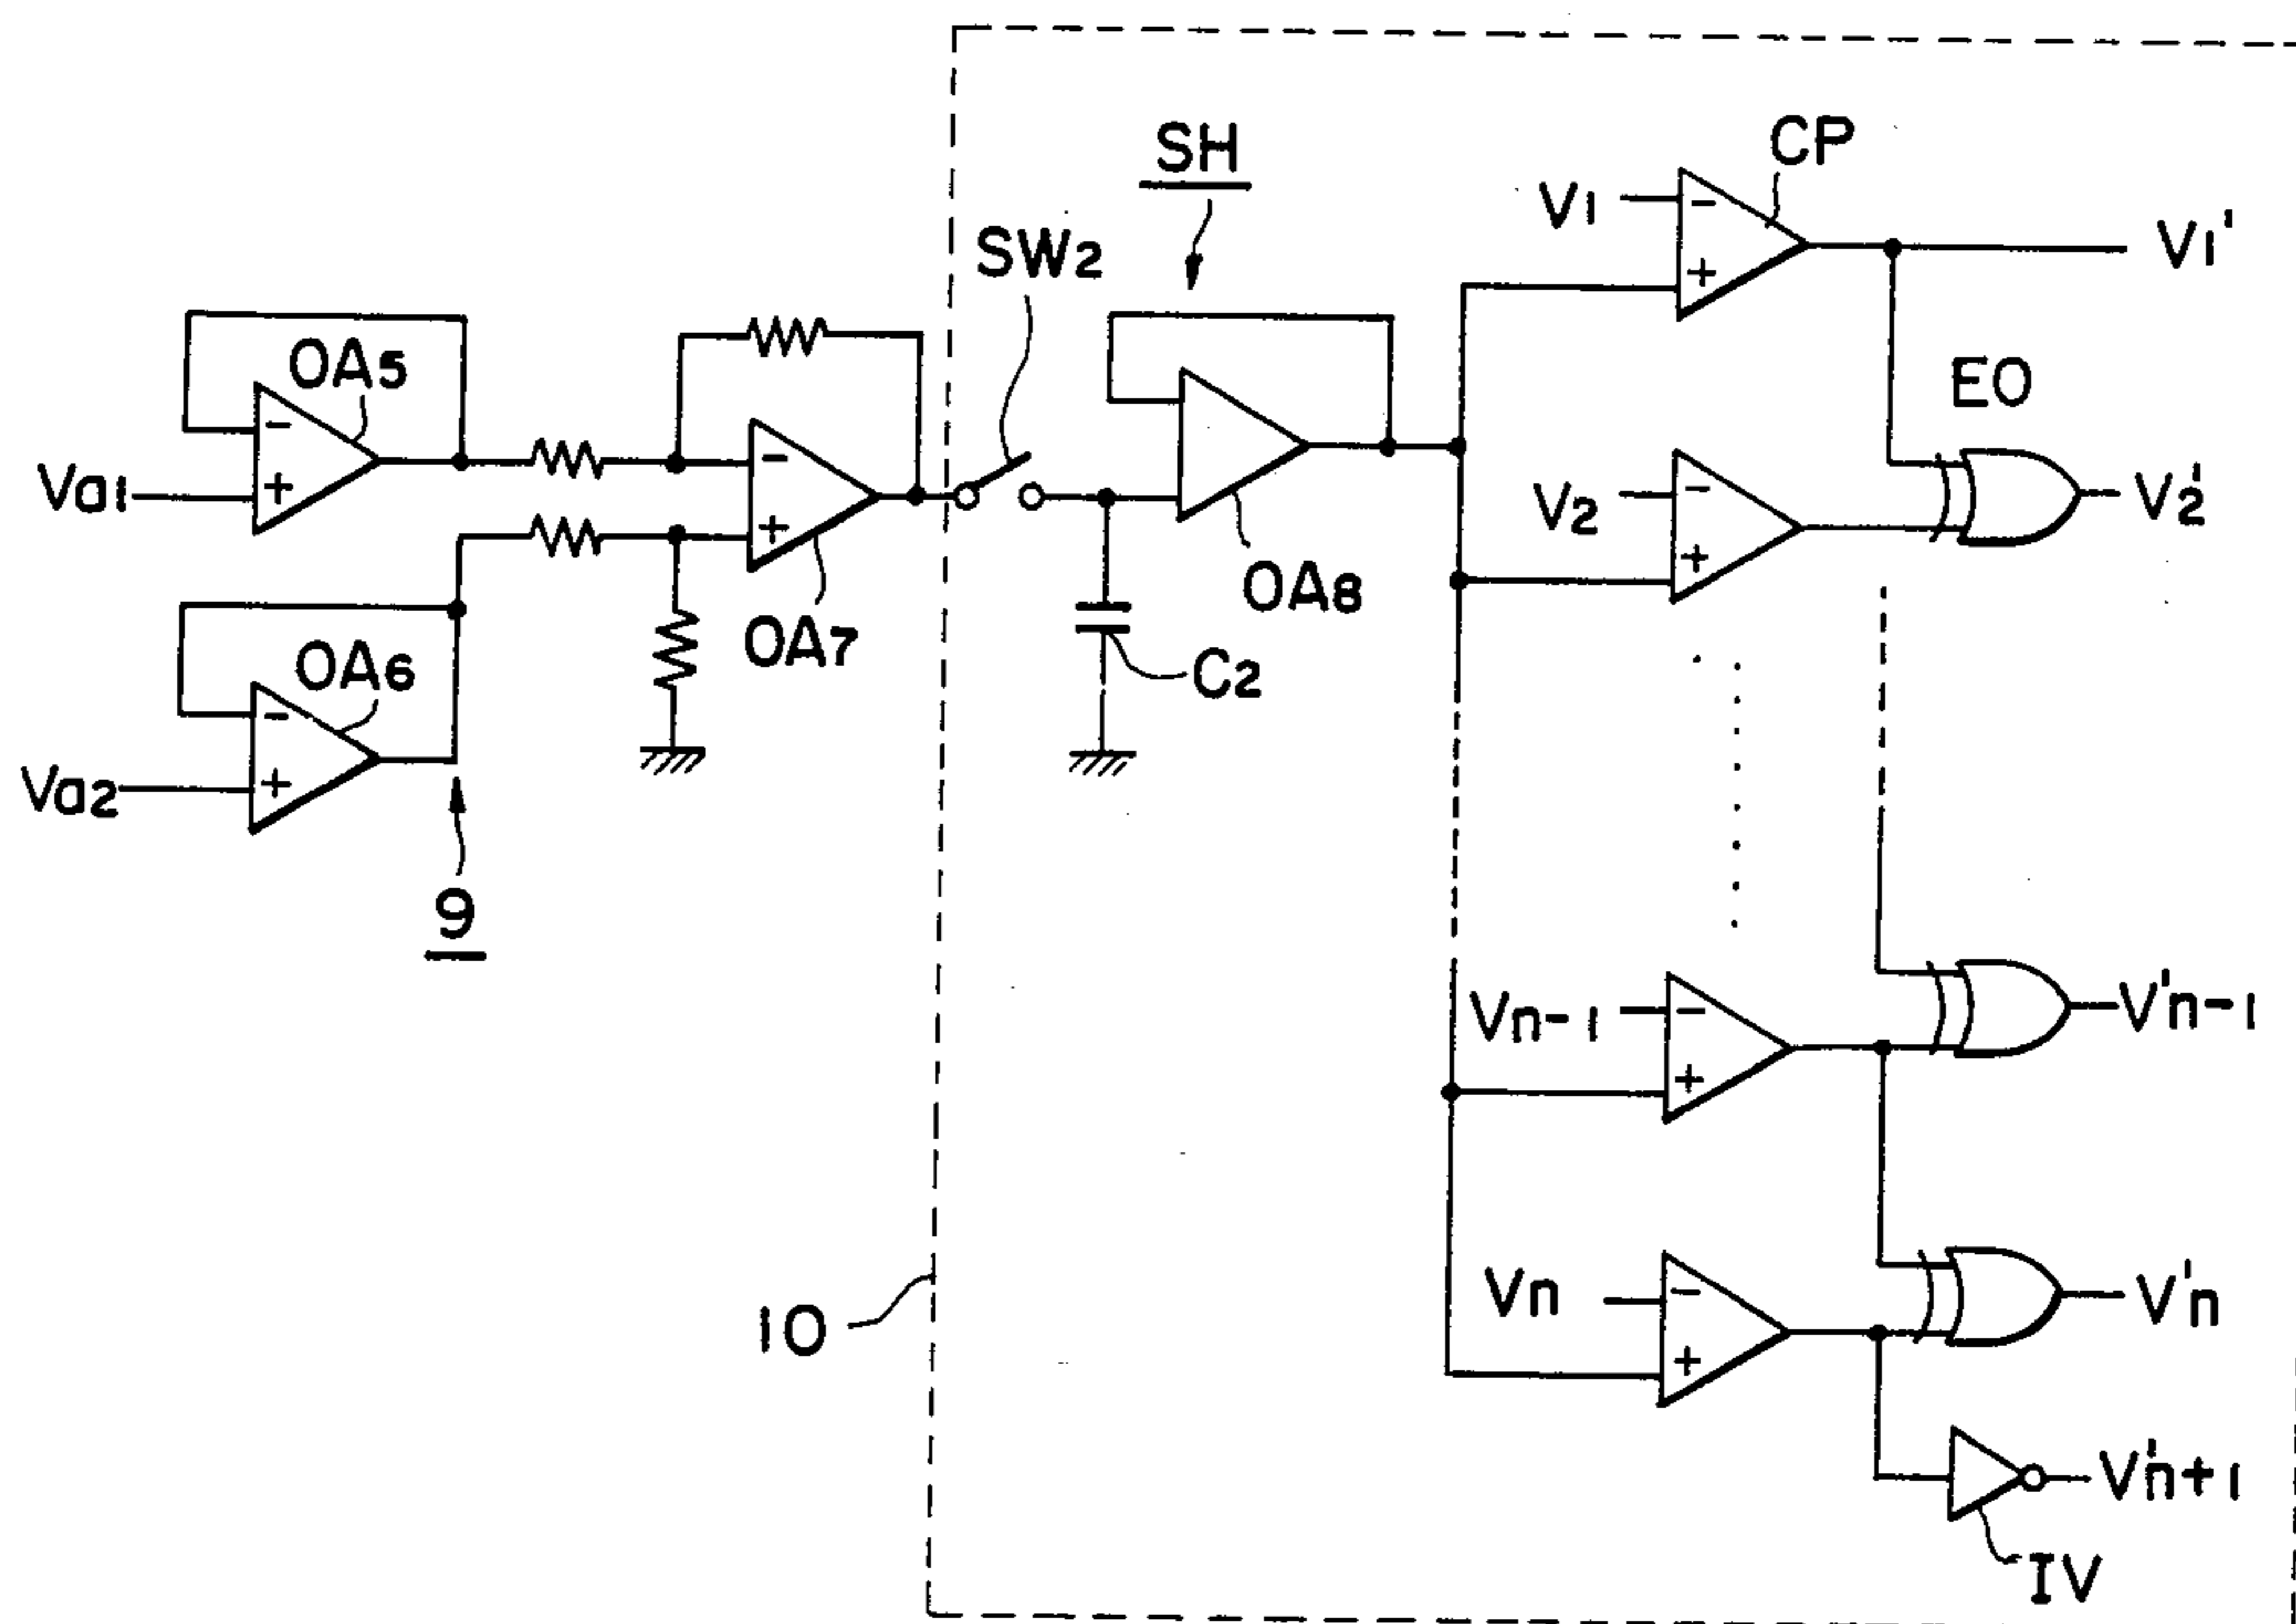 SH
CP
V1
V1'
SW2
OA5
EO
Va1
V2
V2'
OA8
OA7
OA6
C2
Va2
9
Vn-1
V'n-1
10
Vn
V'n
V'n+1
IV